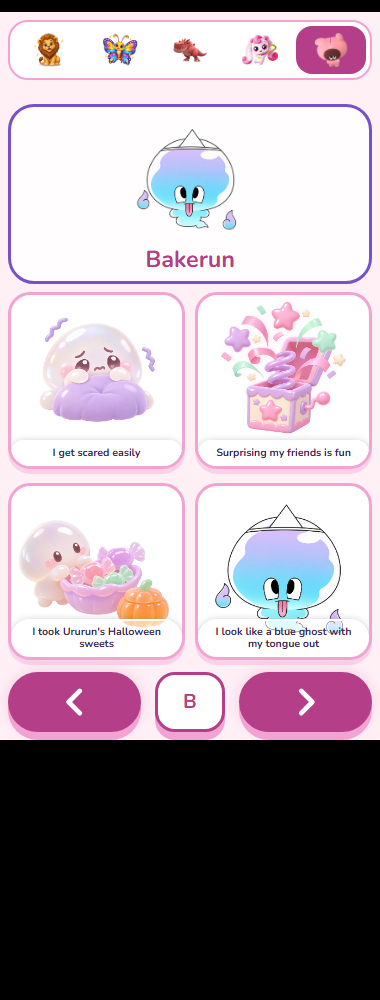 Bakerun
I get scared easily
Surprising my friends is fun
I took Ururun's Halloween
sweets
I look like a blue ghost with
my tongue out
B